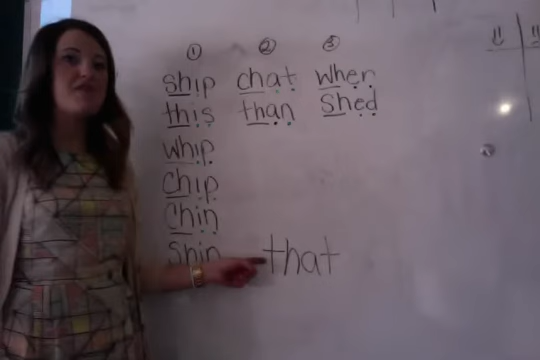 ① ② ③
ship chat when
this than shed
whip
chip
chin
shin that